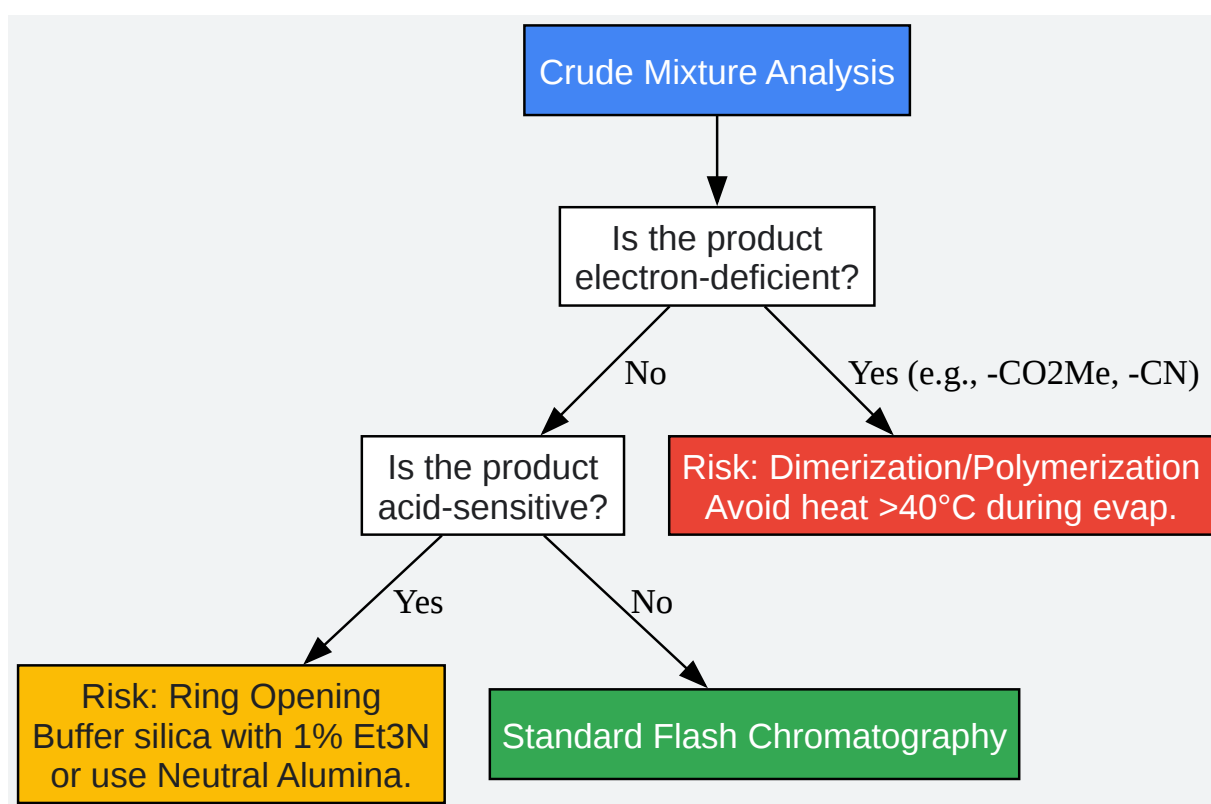 Crude Mixture Analysis
Is the product
electron-deficient?
No
Yes (e.g., -CO2Me, -CN)
Is the product
acid-sensitive?
Risk: Dimerization/Polymerization
Avoid heat >40°C during evap.
Yes
No
Risk: Ring Opening
Buffer silica with 1% Et3N
or use Neutral Alumina.
Standard Flash Chromatography